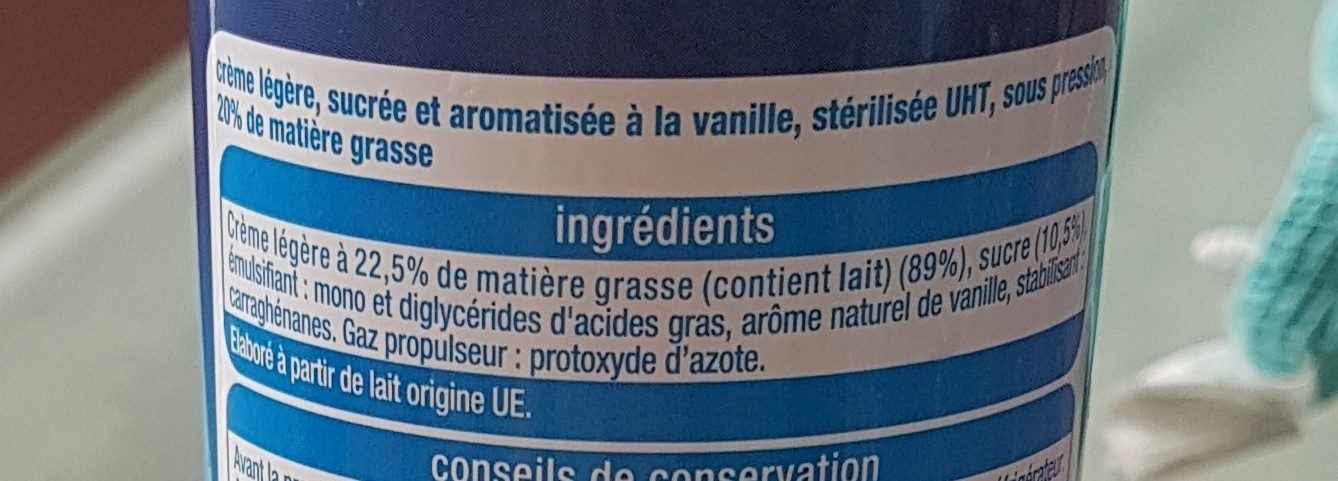 crème légère, sucrée et aromatisée à la vanille, stérilisée UHT, sous pression,
20% de matière grasse
ingrédients
Crème légère à 22,5% de matière grasse (contient lait) (89%), sucre (10,5%),
émulsifiant : mono et diglycérides d'acides gras, arôme naturel de vanille, stabilisant :
carraghénanes. Gaz propulseur : protoxyde d'azote.
Elaboré à partir de lait origine UE.
conseils de conservation
Avant la